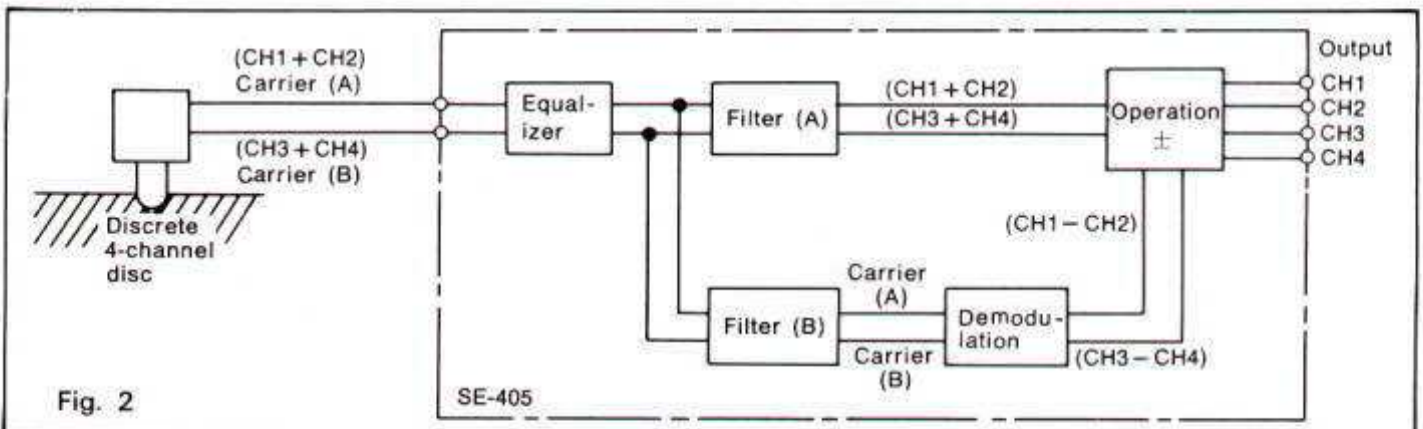 (CH1 + CH2)
Carrier (A)
(CH3 + CH4)
Carrier (B)
Discrete
4-channel
disc
Equal-
izer
Filter (A)
(CH1 + CH2)
(CH3 + CH4)
Operation
±
Output
CH1
CH2
CH3
CH4
(CH1 − CH2)
Filter (B)
Carrier
(A)
Carrier
(B)
Demodu-
lation
(CH3 − CH4)
SE-405
Fig. 2